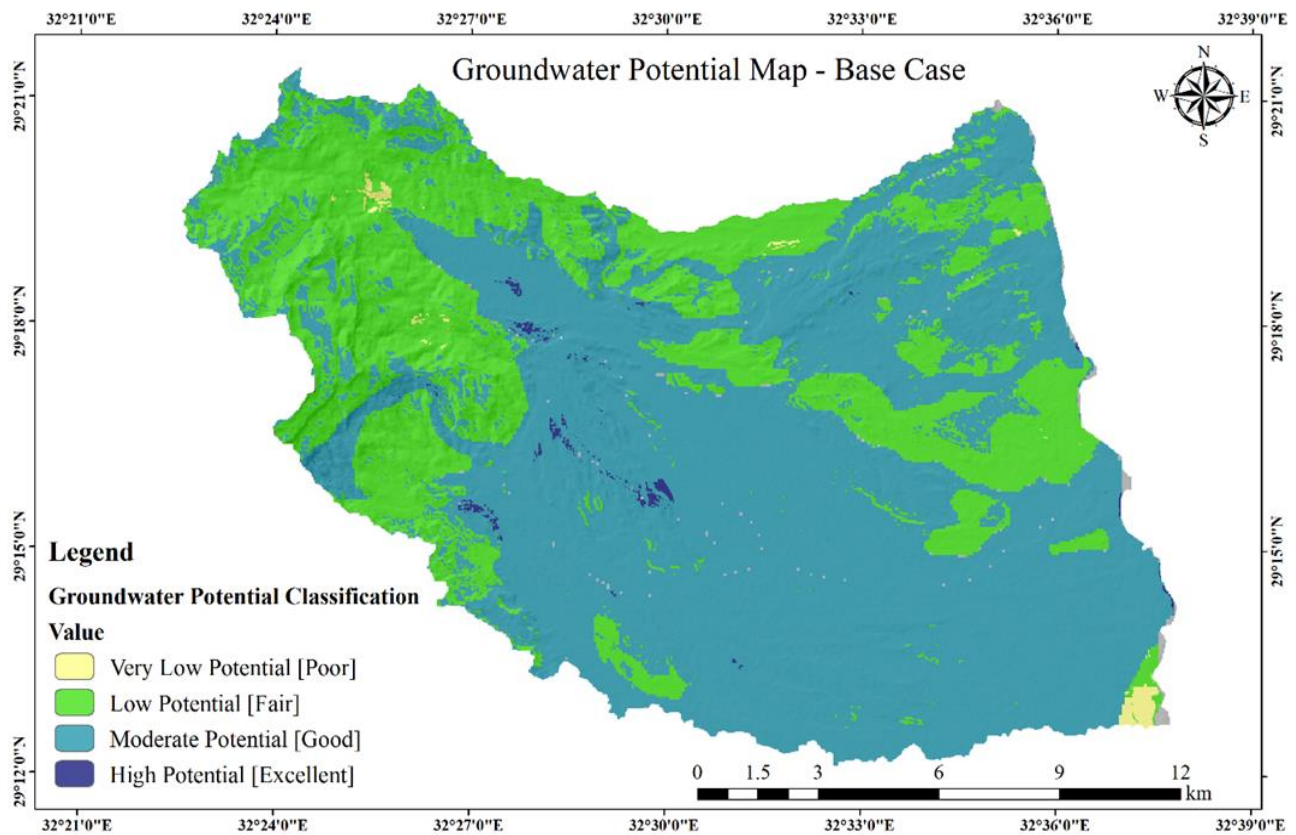 32°21'0"E 32°24'0"E 32°27'0"E 32°30'0"E 32°33'0"E 32°36'0"E 32°39'0"E
Groundwater Potential Map - Base Case
N
W E
S
29°21'0"N 29°21'0"N
29°18'0"N 29°18'0"N
29°15'0"N 29°15'0"N
29°12'0"N 29°12'0"N
Legend
Groundwater Potential Classification
Value
Very Low Potential [Poor]
Low Potential [Fair]
Moderate Potential [Good]
High Potential [Excellent]
0 1.5 3 6 9 12
km
32°21'0"E 32°24'0"E 32°27'0"E 32°30'0"E 32°33'0"E 32°36'0"E 32°39'0"E